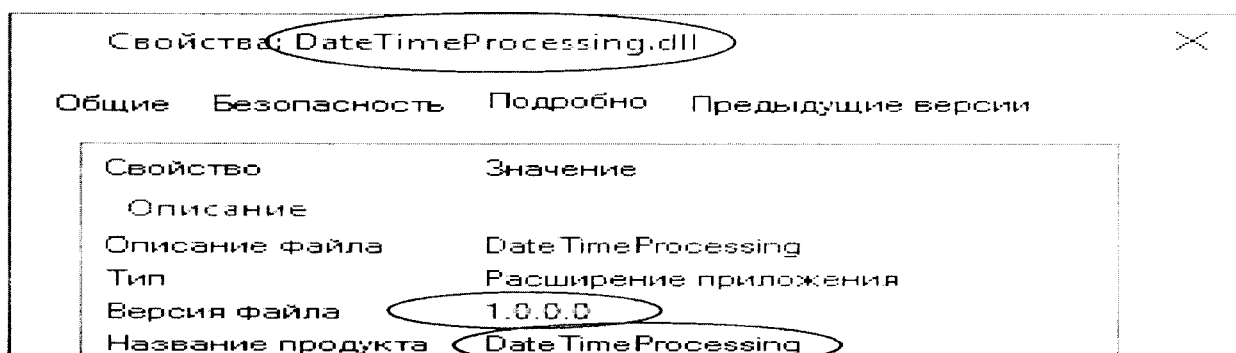 Свойства: DateTimeProcessing.dll
Общие Безопасность Подробно Предыдущие версии
Свойство Значение
Описание
Описание файла DateTimeProcessing
Тип Расширение приложения
Версия файла 1.0.0.0
Название продукта DateTimeProcessing